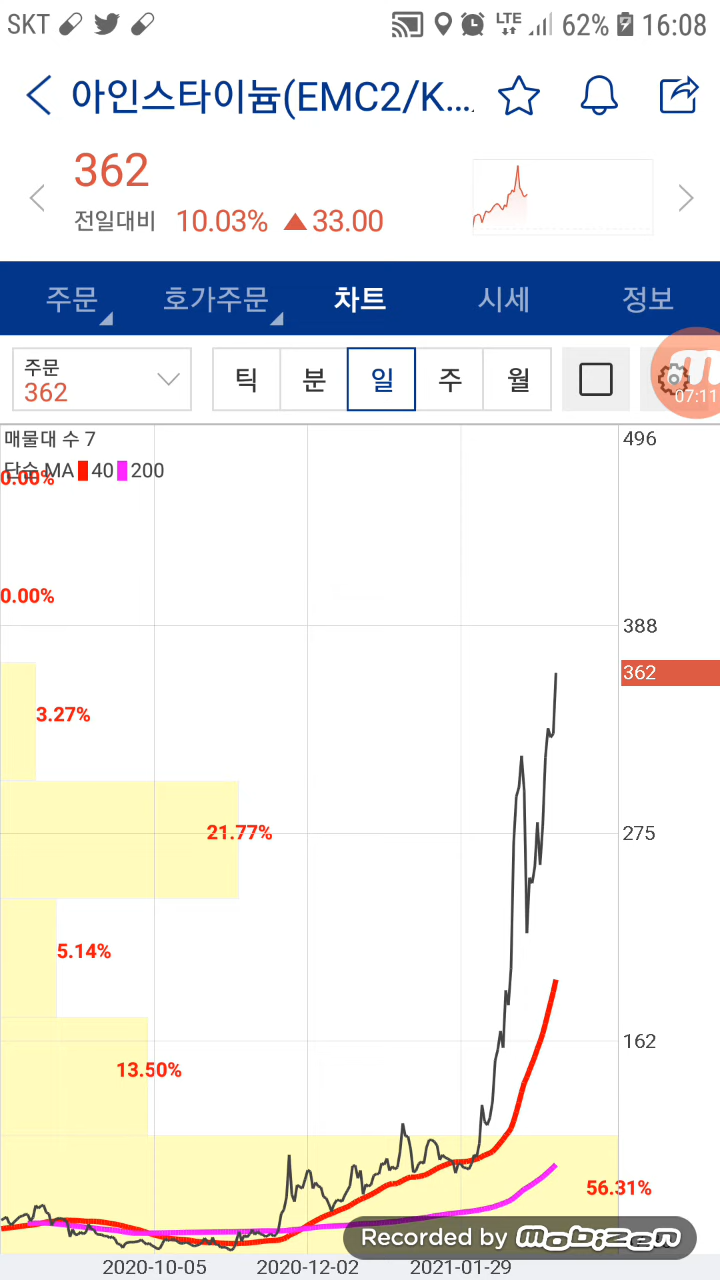 SKT LTE 62% 16:08
아인스타이늄(EMC2/K...
362
전일대비 10.03% ▲33.00
주문 호가주문 차트 시세 정보
주문
362
틱 분 일 주 월
07:11
매물대 수 7
단순 MA 40 200
0.00%
0.00%
3.27%
21.77%
5.14%
13.50%
56.31%
496
388
362
275
162
Recorded by mobizen
2020-10-05 2020-12-02 2021-01-29